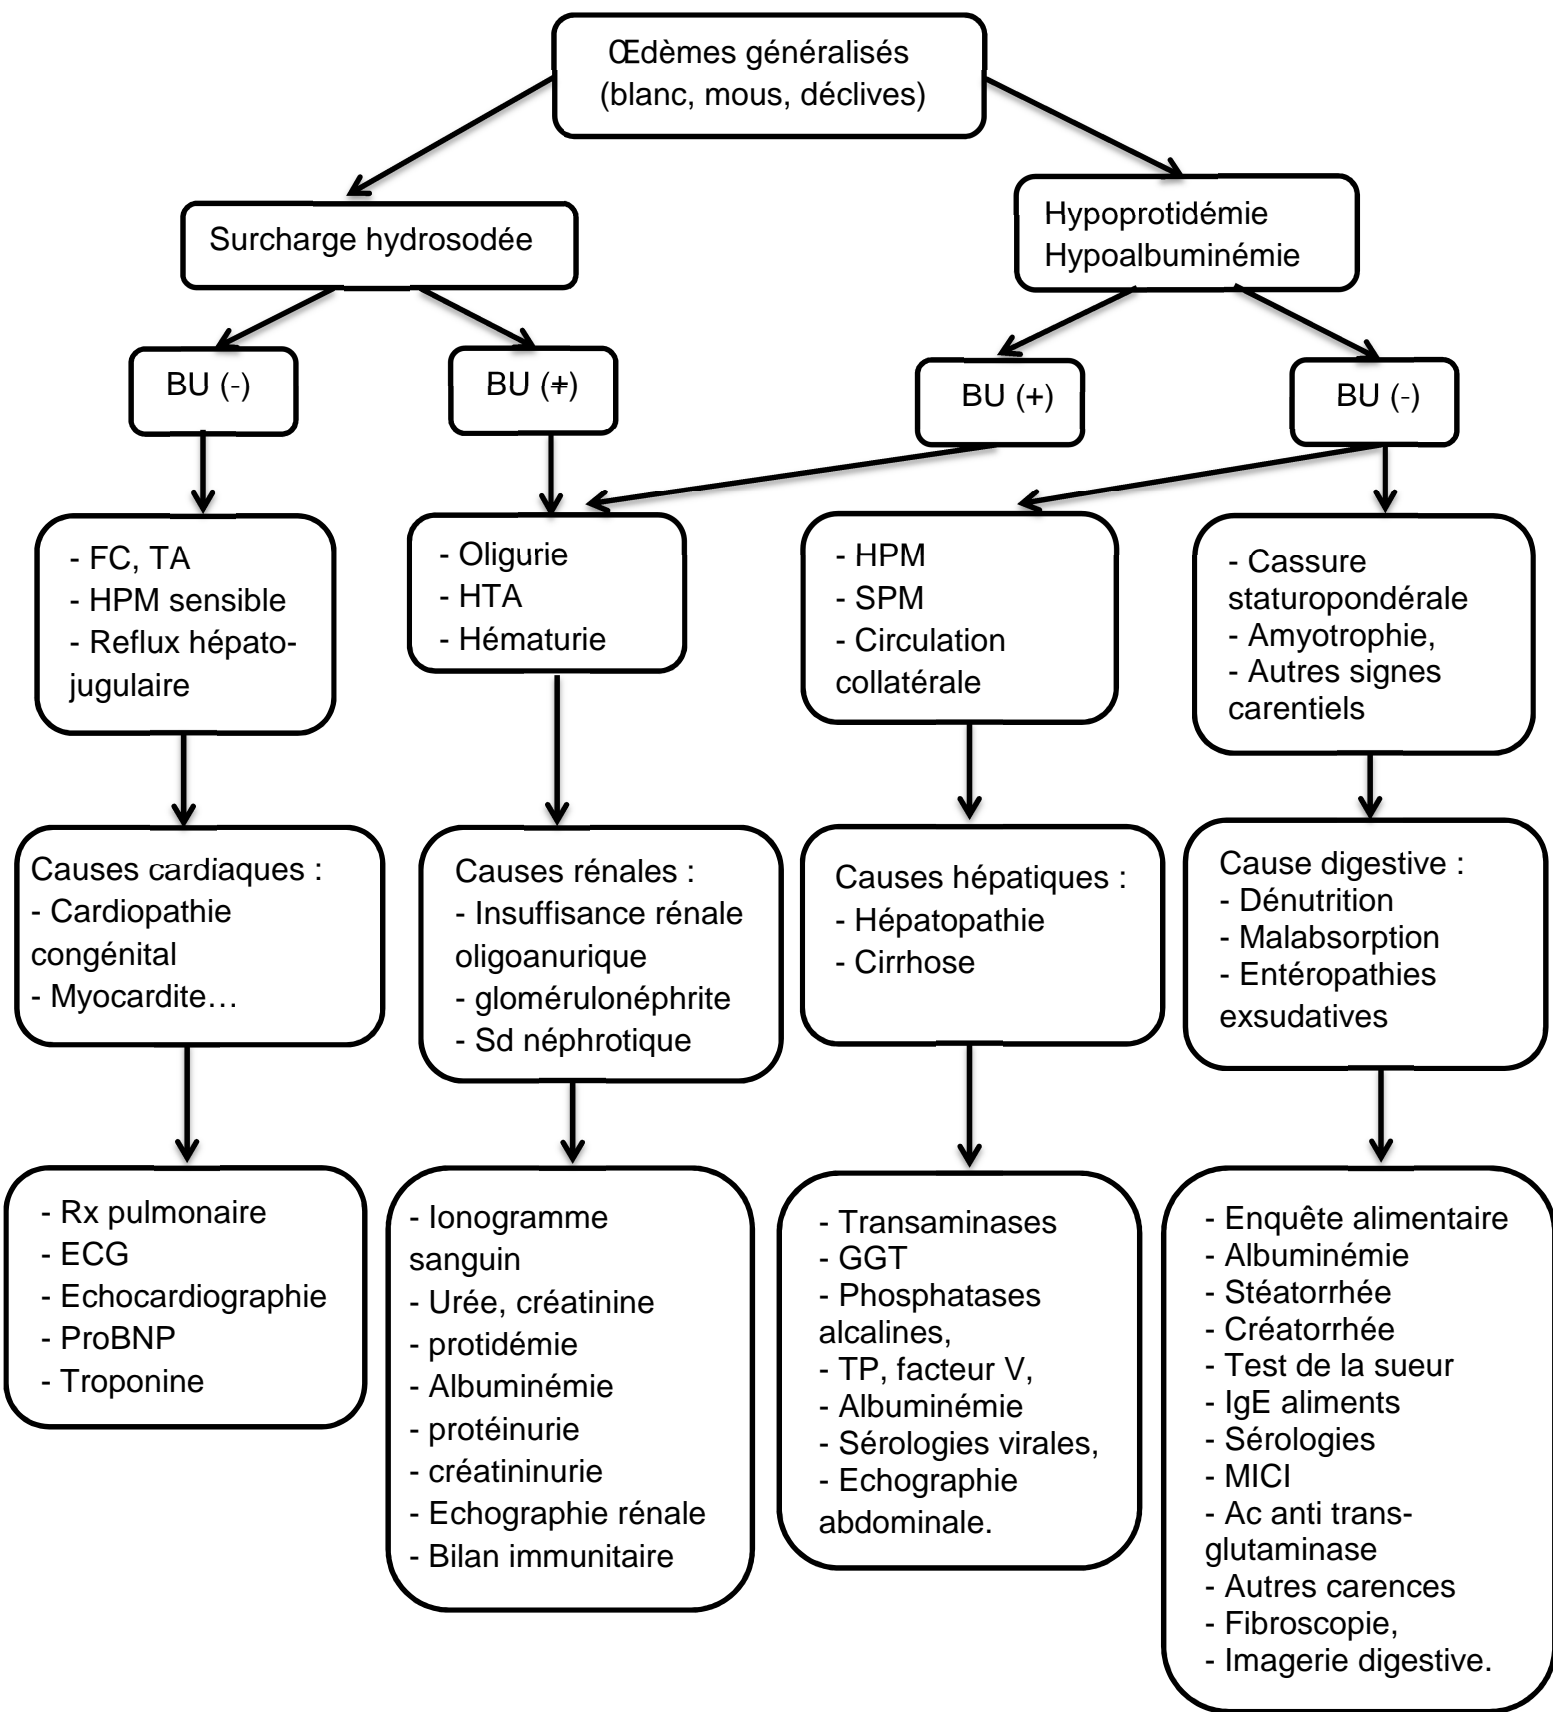 Œdèmes généralisés
(blanc, mous, déclives)
Surcharge hydrosodée
Hypoprotidémie
Hypoalbuminémie
BU (-)
BU (+)
BU (+)
BU (-)
- FC, TA
- HPM sensible
- Reflux hépato-
jugulaire
- Oligurie
- HTA
- Hématurie
- HPM
- SPM
- Circulation
collatérale
- Cassure
staturopondérale
- Amyotrophie,
- Autres signes
carentiels
Causes cardiaques :
- Cardiopathie
congénital
- Myocardite…
Causes rénales :
- Insuffisance rénale
oligoanurique
- glomérulonéphrite
- Sd néphrotique
Causes hépatiques :
- Hépatopathie
- Cirrhose
Cause digestive :
- Dénutrition
- Malabsorption
- Entéropathies
exsudatives
- Rx pulmonaire
- ECG
- Echocardiographie
- ProBNP
- Troponine
- Ionogramme
sanguin
- Urée, créatinine
- protidémie
- Albuminémie
- protéinurie
- créatininurie
- Echographie rénale
- Bilan immunitaire
- Transaminases
- GGT
- Phosphatases
alcalines,
- TP, facteur V,
- Albuminémie
- Sérologies virales,
- Echographie
abdominale.
- Enquête alimentaire
- Albuminémie
- Stéatorrhée
- Créatorrhée
- Test de la sueur
- IgE aliments
- Sérologies
- MICI
- Ac anti trans-
glutaminase
- Autres carences
- Fibroscopie,
- Imagerie digestive.